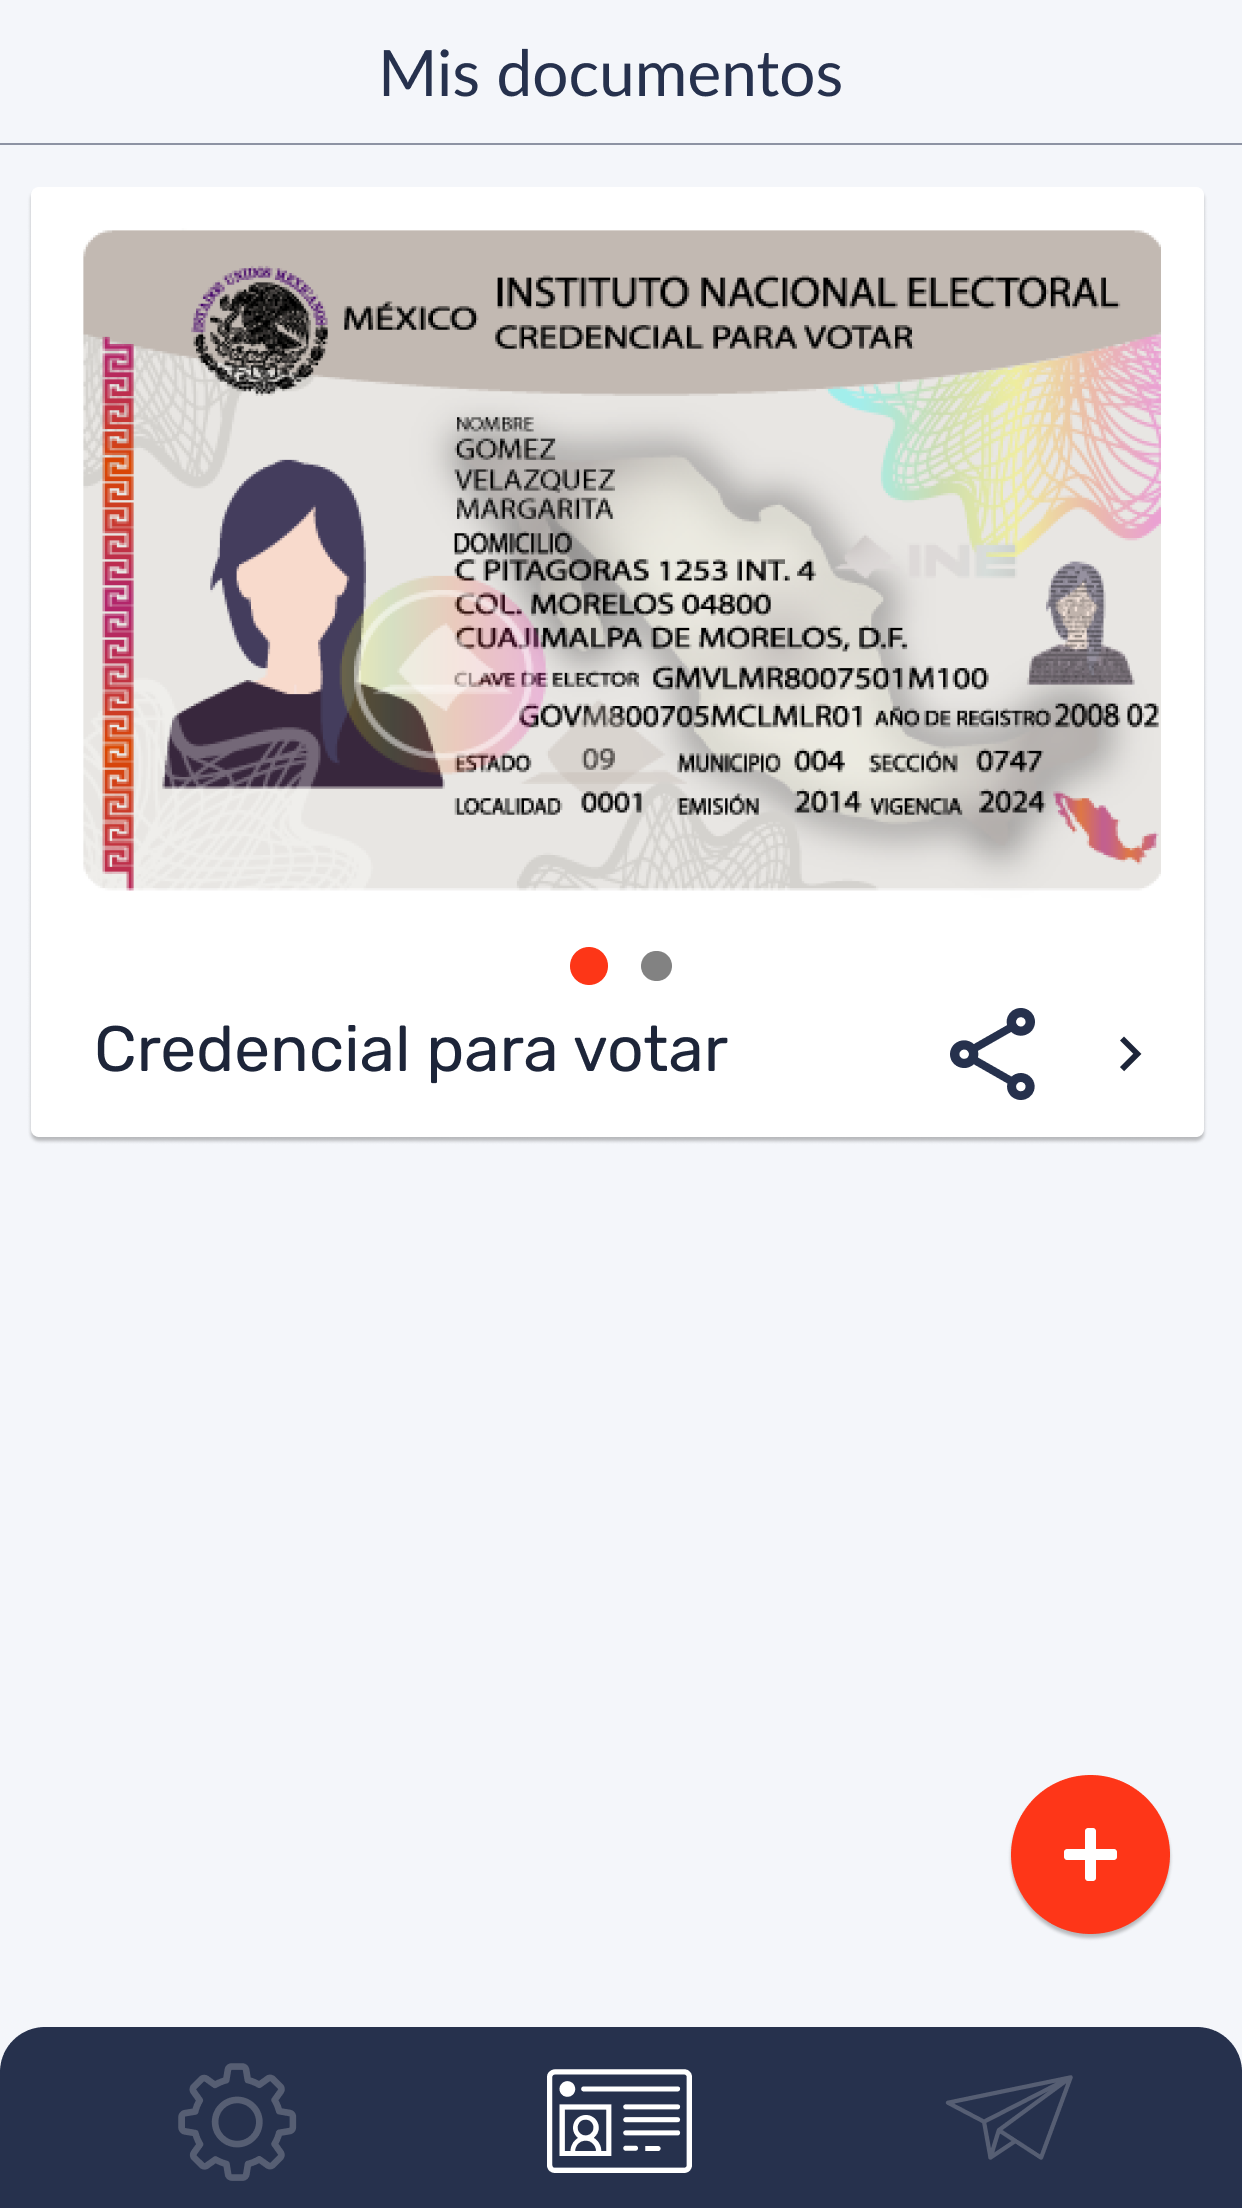 Mis documentos
ESTADOS UNIDOS MEXICANOS
MÉXICO
INSTITUTO NACIONAL ELECTORAL
CREDENCIAL PARA VOTAR
NOMBRE
GOMEZ
VELAZQUEZ
MARGARITA
DOMICILIO
C PITAGORAS 1253 INT. 4
COL. MORELOS 04800
CUAJIMALPA DE MORELOS, D.F.
INE
CLAVE DE ELECTOR GMVLMR8007501M100
GOVM800705MCLMLR01 AÑO DE REGISTRO 2008 02
ESTADO 09 MUNICIPIO 004 SECCIÓN 0747
LOCALIDAD 0001 EMISIÓN 2014 VIGENCIA 2024
Credencial para votar